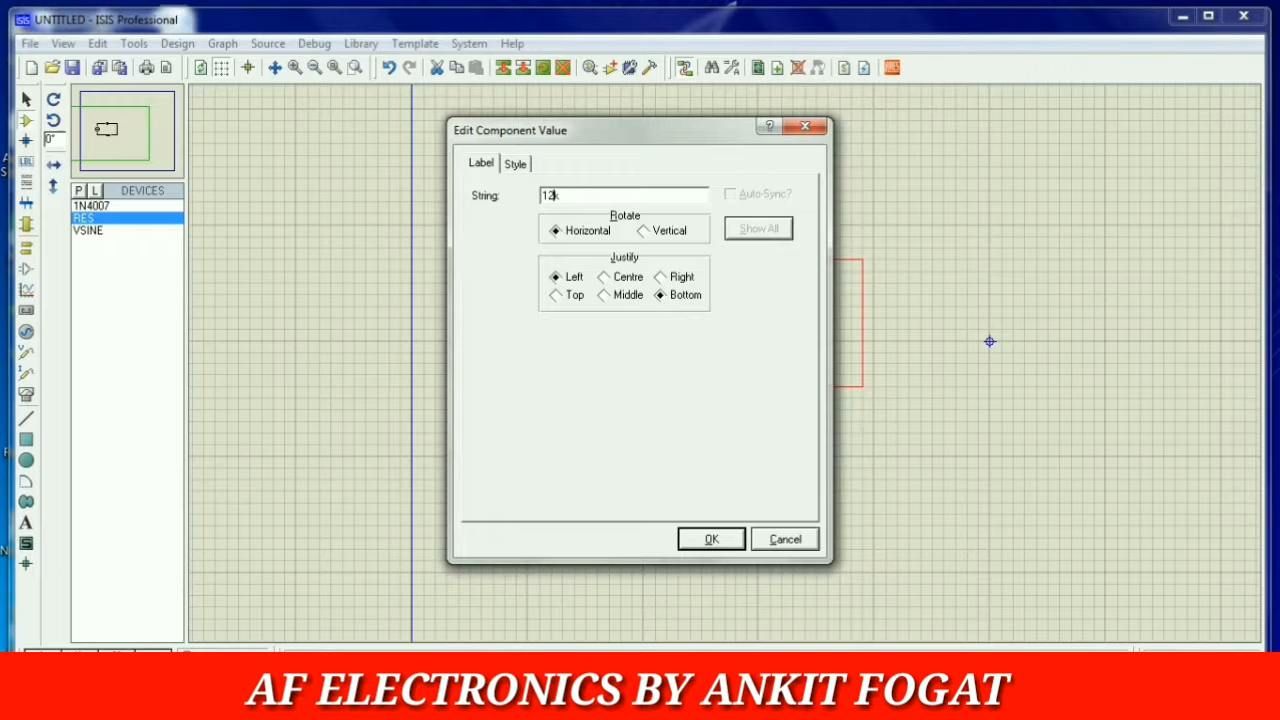 UNTITLED - ISIS Professional
File View Edit Tools Design Graph Source Debug Library Template System Help
Edit Component Value
Label Style
String: 12k Auto-Sync?
Rotate
Horizontal Vertical Show All
Justify
Left Centre Right
Top Middle Bottom
OK Cancel
0°
LBL
P L DEVICES
1N4007
RES
VSINE
A
S
AF ELECTRONICS BY ANKIT FOGAT